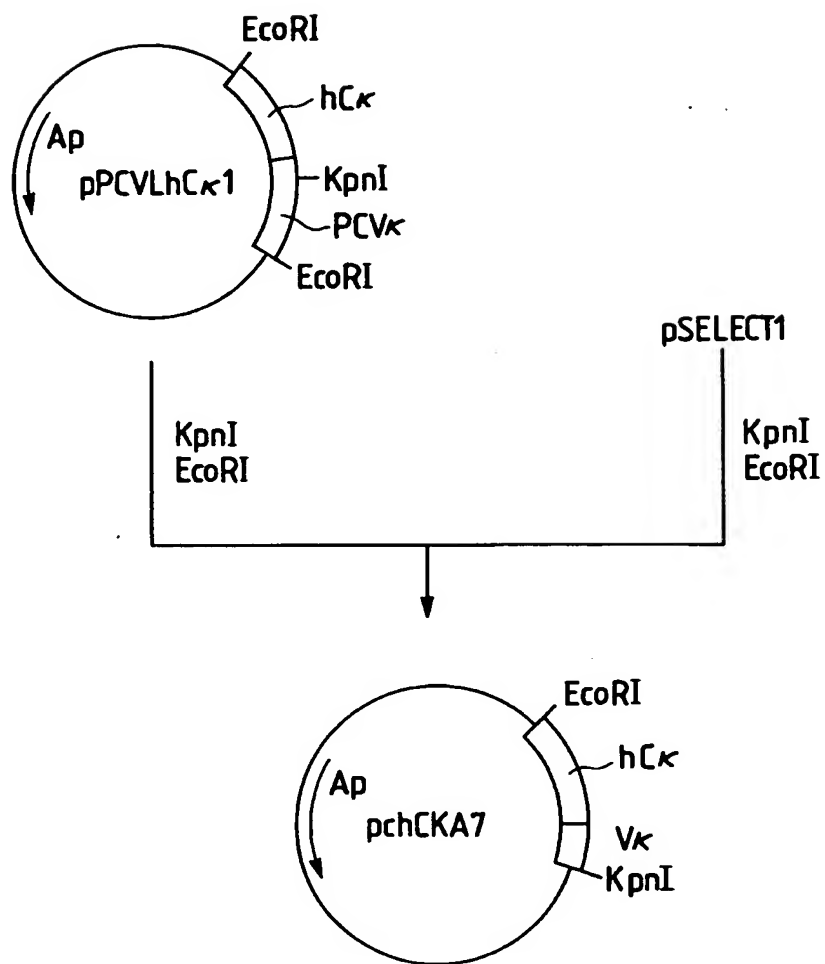 EcoRI
hCκ
Ap
pPCVLhCκ1
KpnI
PCVκ
EcoRI
pSELECT1
KpnI
EcoRI
KpnI
EcoRI
EcoRI
hCκ
Ap
pchCKA7
Vκ
KpnI